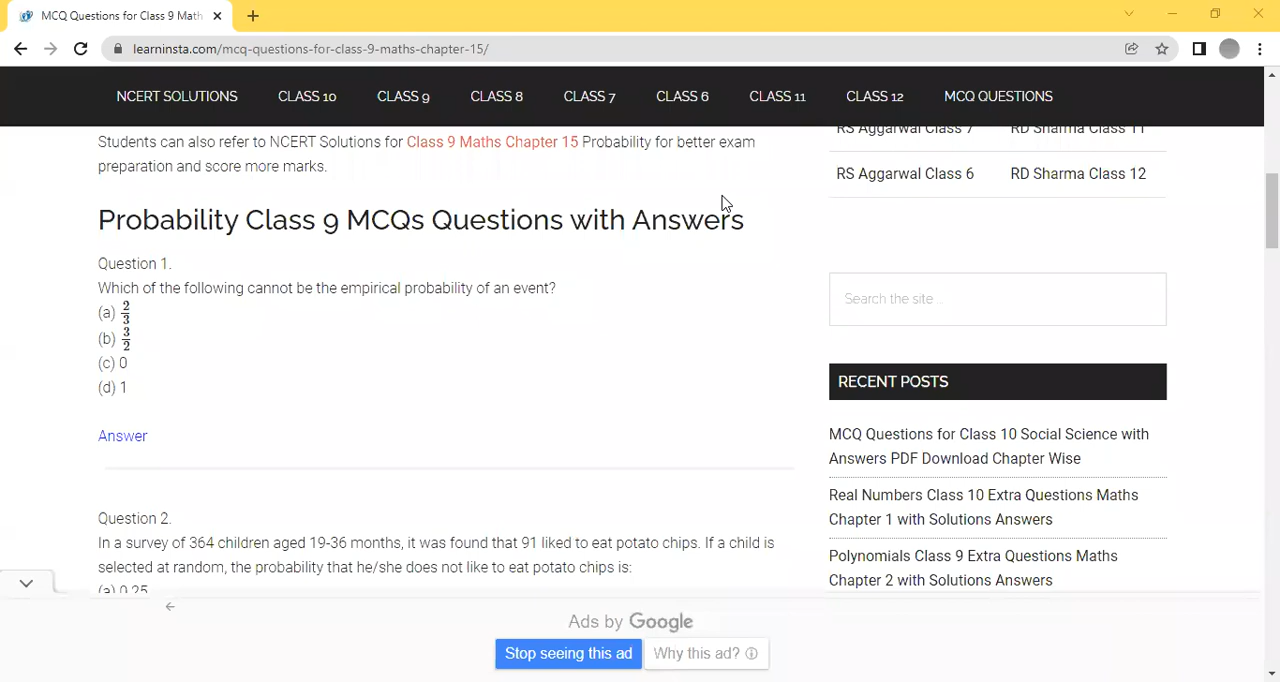 MCQ Questions for Class 9 Math
learninsta.com/mcq-questions-for-class-9-maths-chapter-15/
NCERT SOLUTIONS CLASS 10 CLASS 9 CLASS 8 CLASS 7 CLASS 6 CLASS 11 CLASS 12 MCQ QUESTIONS
Students can also refer to NCERT Solutions for Class 9 Maths Chapter 15 Probability for better exam
preparation and score more marks.
Probability Class 9 MCQs Questions with Answers
Question 1.
Which of the following cannot be the empirical probability of an event?
(a) 2/3
(b) 3/2
(c) 0
(d) 1
Answer
Question 2.
In a survey of 364 children aged 19-36 months, it was found that 91 liked to eat potato chips. If a child is
selected at random, the probability that he/she does not like to eat potato chips is:
(a) 0.25
RS Aggarwal Class 7 RD Sharma Class 11
RS Aggarwal Class 6 RD Sharma Class 12
Search the site ...
RECENT POSTS
MCQ Questions for Class 10 Social Science with
Answers PDF Download Chapter Wise
Real Numbers Class 10 Extra Questions Maths
Chapter 1 with Solutions Answers
Polynomials Class 9 Extra Questions Maths
Chapter 2 with Solutions Answers
Ads by Google
Stop seeing this ad Why this ad?